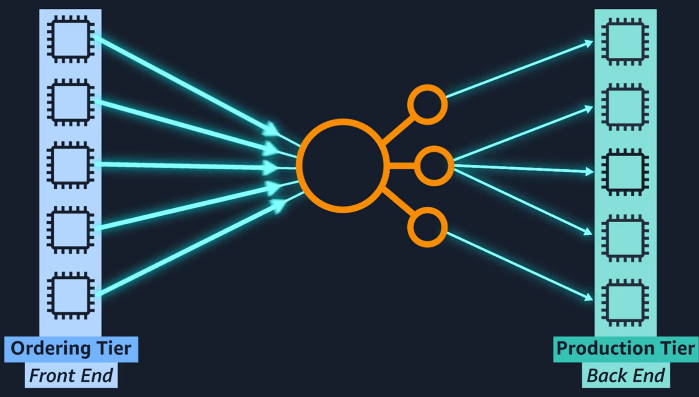 Ordering Tier
Front End
Production Tier
Back End